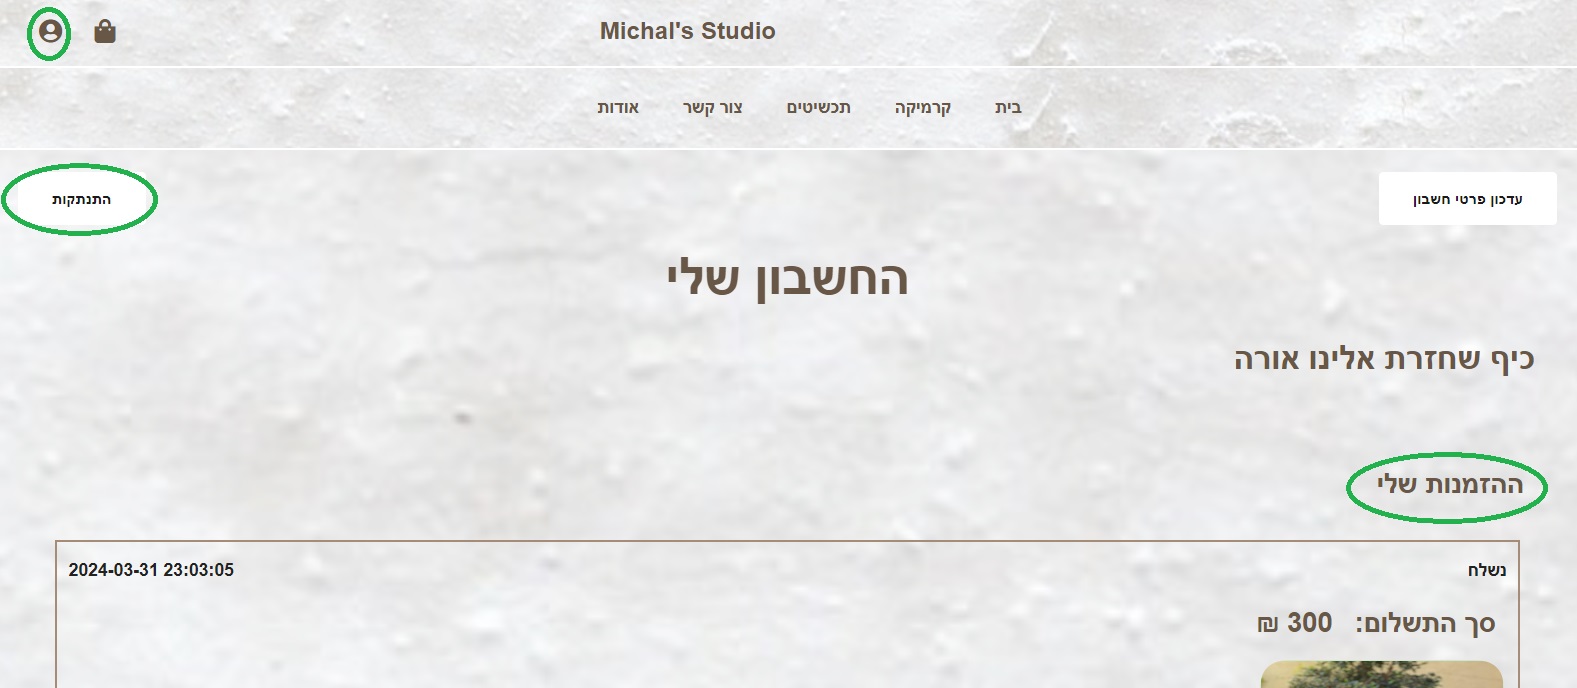 Michal's Studio
בית קרמיקה תכשיטים צור קשר אודות
עדכון פרטי חשבון
התנתקות
החשבון שלי
כיף שחזרת אלינו אורה
ההזמנות שלי
נשלח
2024-03-31 23:03:05
סך התשלום: 300 ₪